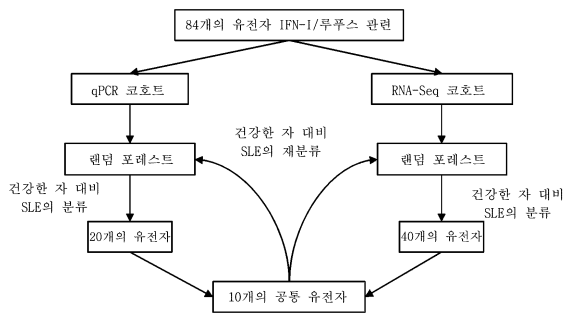 84개의 유전자 IFN-I/루푸스 관련
qPCR 코호트
RNA-Seq 코호트
건강한 자 대비
SLE의 재분류
랜덤 포레스트
랜덤 포레스트
건강한 자 대비
SLE의 분류
건강한 자 대비
SLE의 분류
20개의 유전자
40개의 유전자
10개의 공통 유전자